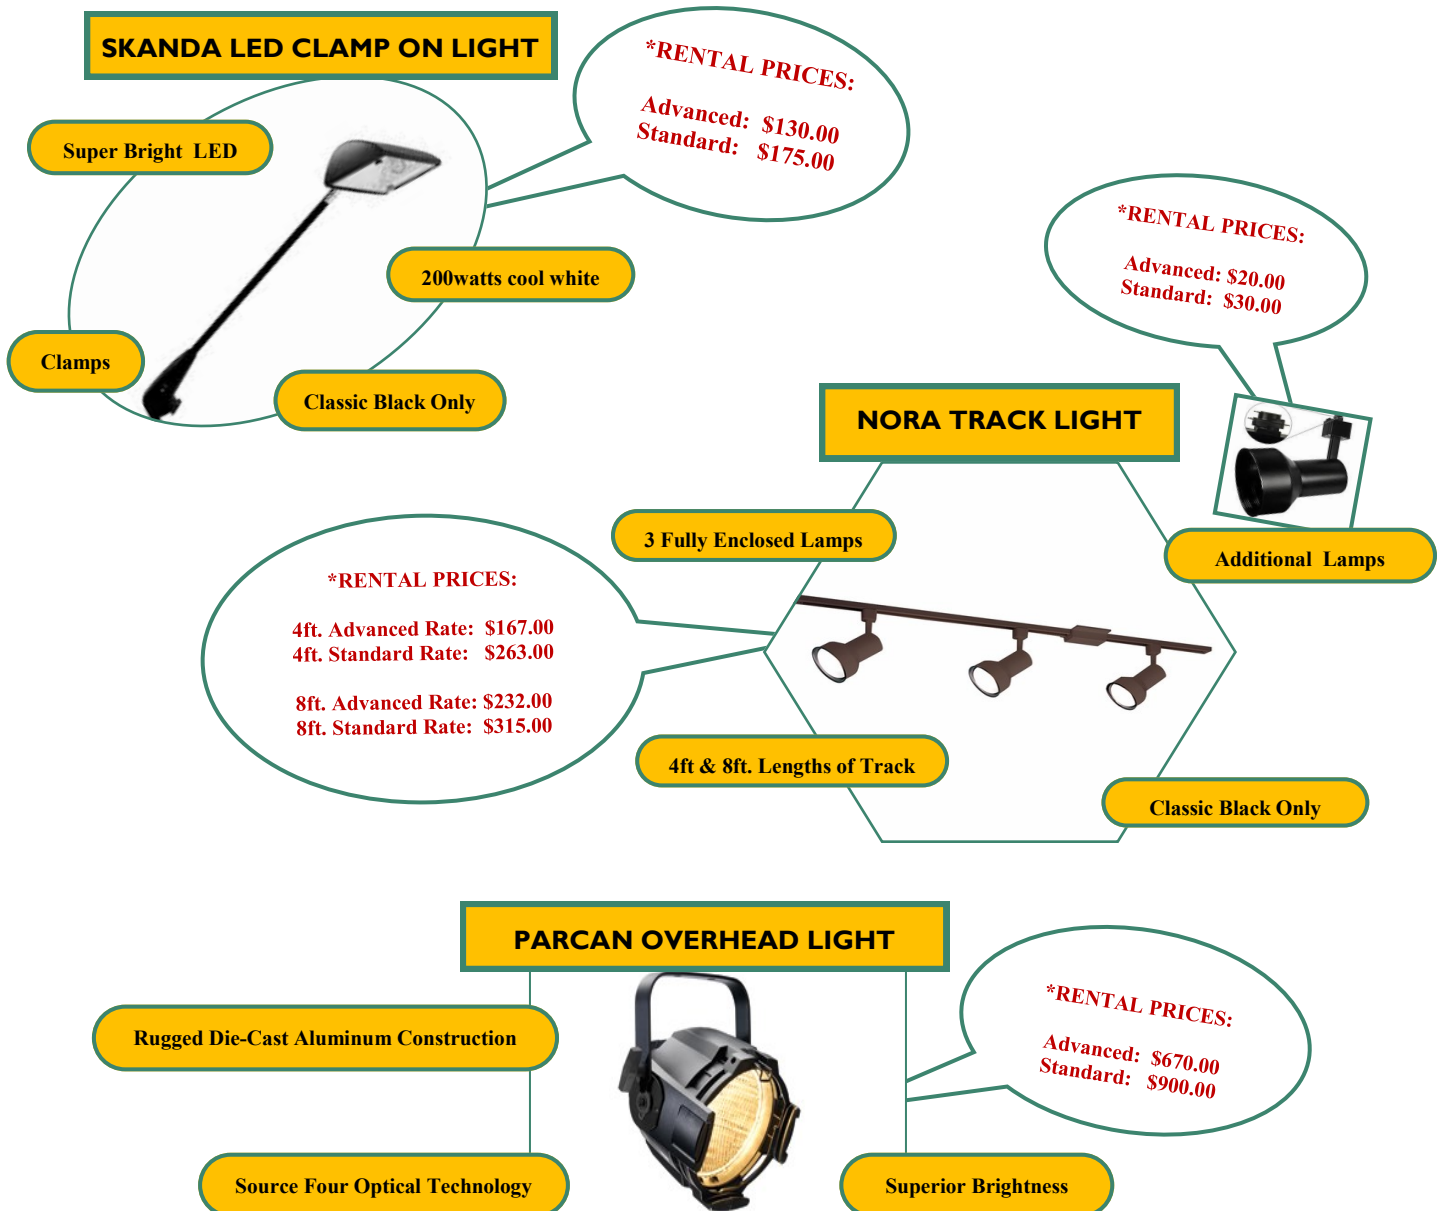 SKANDA LED CLAMP ON LIGHT
*RENTAL PRICES:
Advanced: $130.00
Standard: $175.00
Super Bright LED
200watts cool white
Clamps
Classic Black Only
*RENTAL PRICES:
Advanced: $20.00
Standard: $30.00
NORA TRACK LIGHT
3 Fully Enclosed Lamps
Additional Lamps
*RENTAL PRICES:
4ft. Advanced Rate: $167.00
4ft. Standard Rate: $263.00
8ft. Advanced Rate: $232.00
8ft. Standard Rate: $315.00
4ft & 8ft. Lengths of Track
Classic Black Only
PARCAN OVERHEAD LIGHT
*RENTAL PRICES:
Advanced: $670.00
Standard: $900.00
Rugged Die-Cast Aluminum Construction
Source Four Optical Technology
Superior Brightness